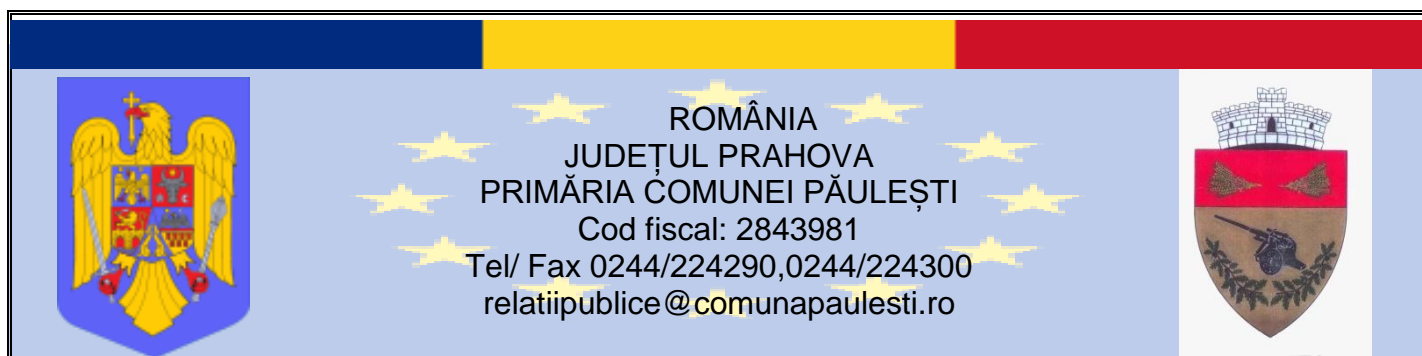 ROMÂNIA
JUDEȚUL PRAHOVA
PRIMĂRIA COMUNEI PĂULEȘTI
Cod fiscal: 2843981
Tel/ Fax 0244/224290,0244/224300
relatiipublice@comunapaulesti.ro